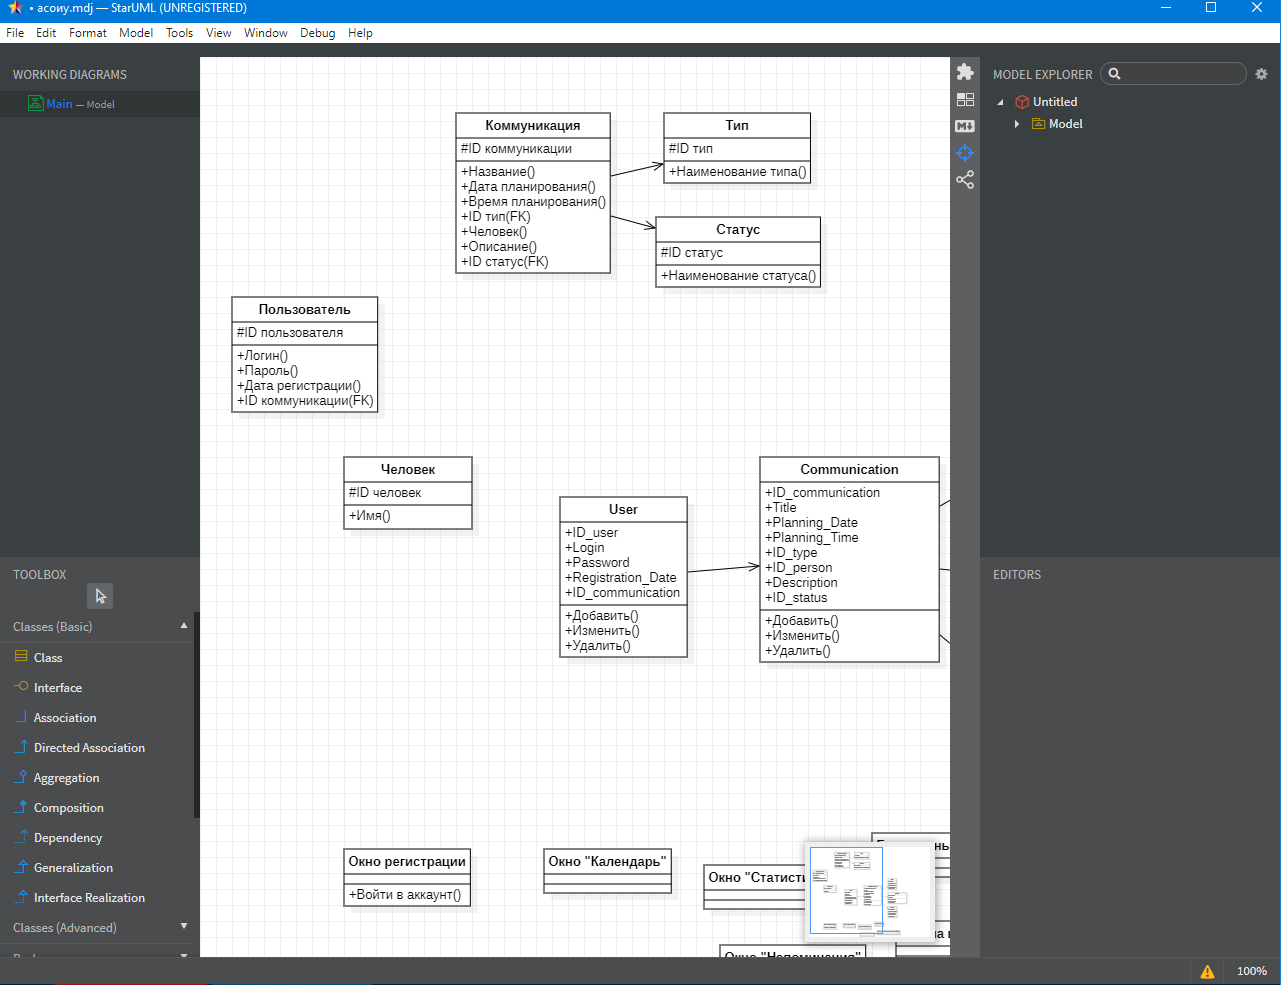 • асоиу.mdj — StarUML (UNREGISTERED)
File Edit Format Model Tools View Window Debug Help
WORKING DIAGRAMS
Main — Model
TOOLBOX
Classes (Basic)
Class
Interface
Association
Directed Association
Aggregation
Composition
Dependency
Generalization
Interface Realization
Classes (Advanced)
Коммуникация
#ID коммуникации
+Название()
+Дата планирования()
+Время планирования()
+ID тип(FK)
+Человек()
+Описание()
+ID статус(FK)
Тип
#ID тип
+Наименование типа()
Статус
#ID статус
+Наименование статуса()
Пользователь
#ID пользователя
+Логин()
+Пароль()
+Дата регистрации()
+ID коммуникации(FK)
Человек
#ID человек
+Имя()
User
+ID_user
+Login
+Password
+Registration_Date
+ID_communication
+Добавить()
+Изменить()
+Удалить()
Communication
+ID_communication
+Title
+Planning_Date
+Planning_Time
+ID_type
+ID_person
+Description
+ID_status
+Добавить()
+Изменить()
+Удалить()
Окно регистрации
+Войти в аккаунт()
Окно "Календарь"
Окно "Статисти
Окно "Напоминания"
MODEL EXPLORER
Untitled
Model
EDITORS
100%